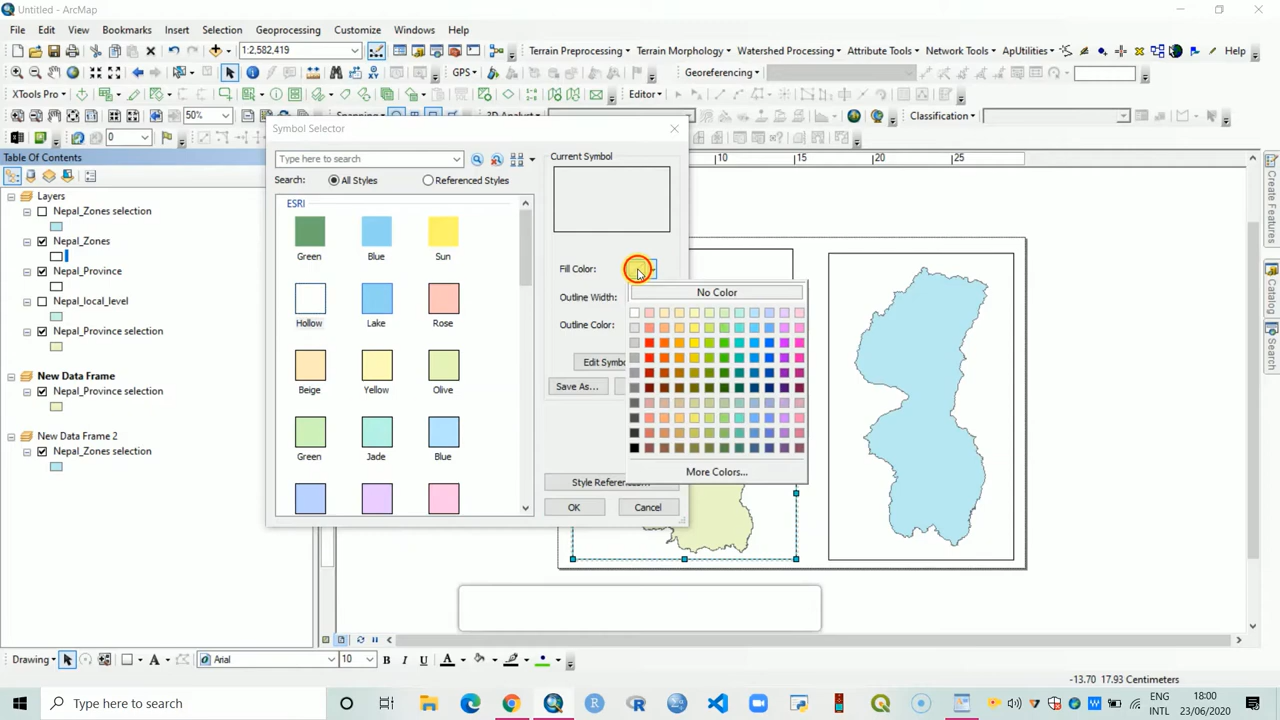 Untitled - ArcMap
File Edit View Bookmarks Insert Selection Geoprocessing Customize Windows Help
1:2,582,419 Terrain Preprocessing Terrain Morphology Watershed Processing Attribute Tools Network Tools ApUtilities Help
GPS Georeferencing
XTools Pro Editor
50% Classification
0
Table Of Contents
Layers
Nepal_Zones selection
Nepal_Zones
Nepal_Province
Nepal_local_level
Nepal_Province selection
New Data Frame
Nepal_Province selection
New Data Frame 2
Nepal_Zones selection
Symbol Selector
Type here to search
Search: All Styles Referenced Styles
ESRI
Green Blue Sun
Hollow Lake Rose
Beige Yellow Olive
Green Jade Blue
Current Symbol
Fill Color:
Outline Width:
Outline Color:
Save As...
OK Cancel
No Color
More Colors...
10 15 20 25
Create Features
Catalog
Search
Drawing Arial 10 B I U A
-13.70 17.93 Centimeters
Type here to search
ENG
INTL
18:00
23/06/2020